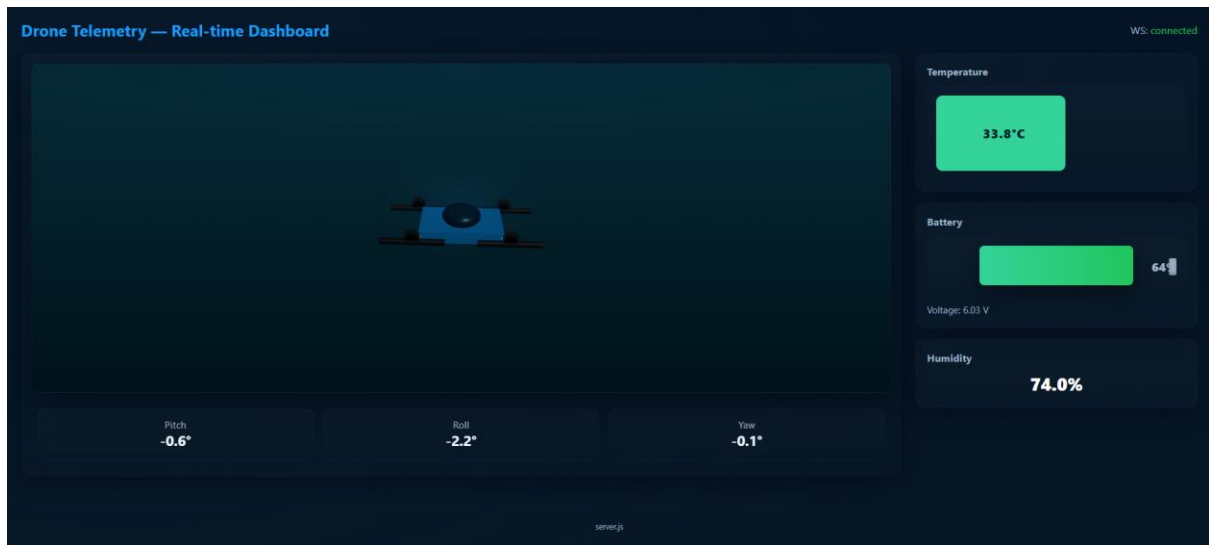 Drone Telemetry — Real-time Dashboard
WS: connected
Temperature
33.8°C
Battery
64%
Voltage: 6.03 V
Humidity
74.0%
Pitch
-0.6°
Roll
-2.2°
Yaw
-0.1°
server.js